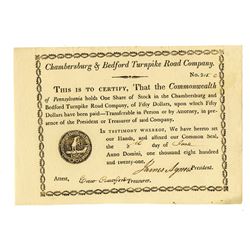 Chambersburg & Bedford Turnpike Road Company.
No.
THIS IS TO CERTIFY, That the Commonwealth
of Pennsylvania holds One Share of Stock in the Chambersburg and
Bedford Turnpike Road Company, of Fifty Dollars, upon which Fifty
Dollars have been paid—Transferable in Person or by Attorney, in pre-
sence of the President or Treasurer of said Company.
IN TESTIMONY WHEREOF, We have hereto set
our Hands, and affixed our Common Seal,
the 8th day of June
Anno Domini, one thousand eight hundred
and twenty-one.
James President.
Attest, Crawford Treasurer.